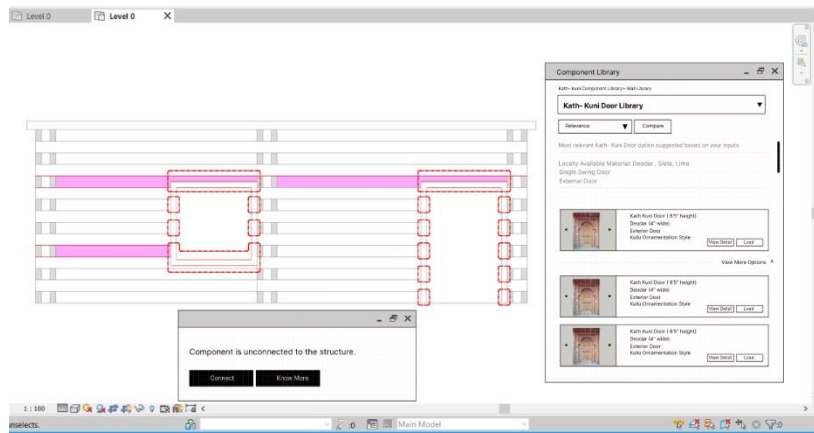 Level 0
Level 0
Component Library
Kath- Kuni Component Library> Wall Library
Kath- Kuni Door Library
Relevance
Compare
Most relevant Kath- Kuni Door option suggested based on your inputs
Locally Available Material: Deodar , Slate, Lime
Single Swing Door
External Door
Kath Kuni Door ( 6'5" height)
Deodar (4" wide)
Exterior Door
Kullu Ornamentation Style
View Detail
Load
View More Options
Kath Kuni Door ( 6'5" height)
Deodar (4" wide)
Exterior Door
Kullu Ornamentation Style
View Detail
Load
Kath Kuni Door ( 6'5" height)
Deodar (4" wide)
Exterior Door
Kullu Ornamentation Style
View Detail
Load
Component is unconnected to the structure.
Connect
Know More
1 : 100
nselects.
:0
Main Model
:0